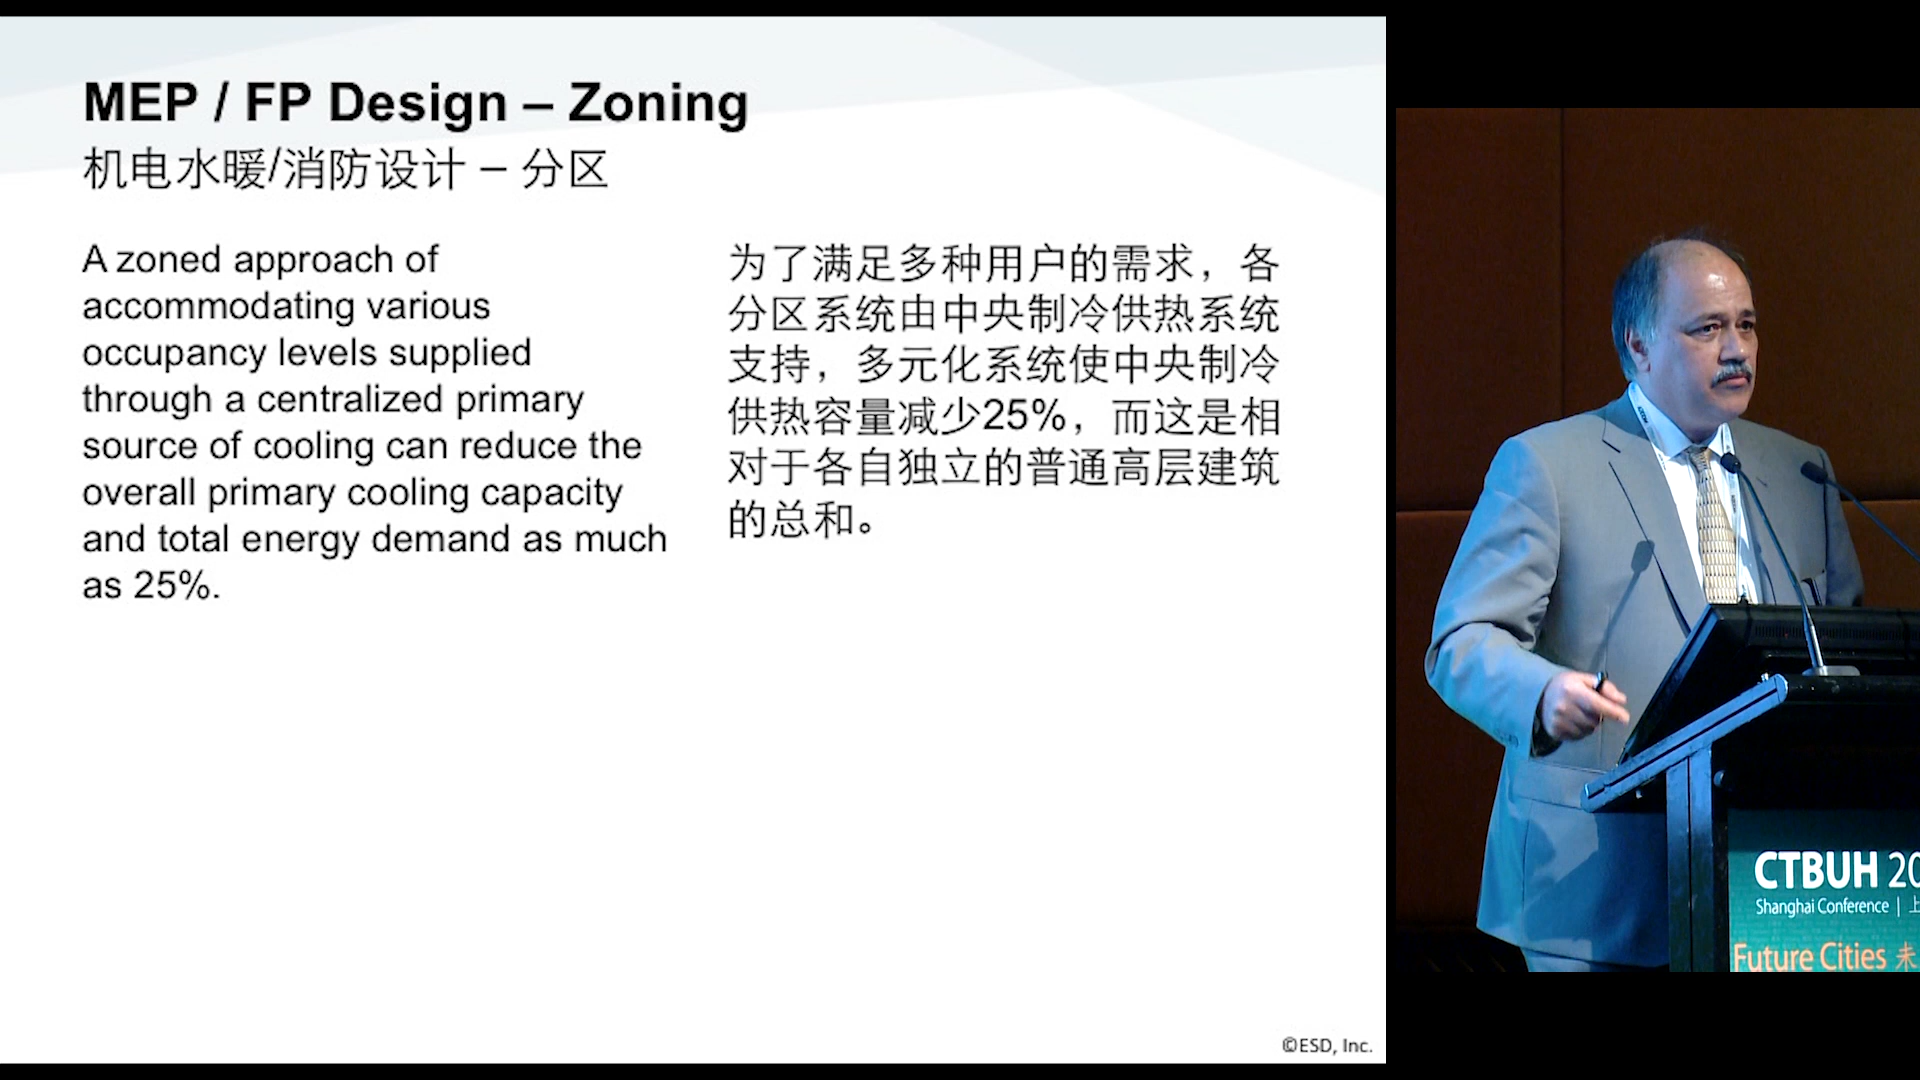 MEP / FP Design – Zoning
机电水暖/消防设计 – 分区
A zoned approach of
accommodating various
occupancy levels supplied
through a centralized primary
source of cooling can reduce the
overall primary cooling capacity
and total energy demand as much
as 25%.
为了满足多种用户的需求，各
分区系统由中央制冷供热系统
支持，多元化系统使中央制冷
供热容量减少25%，而这是相
对于各自独立的普通高层建筑
的总和。
©ESD, Inc.
CTBUH 20
Shanghai Conference | 上
Future Cities 未